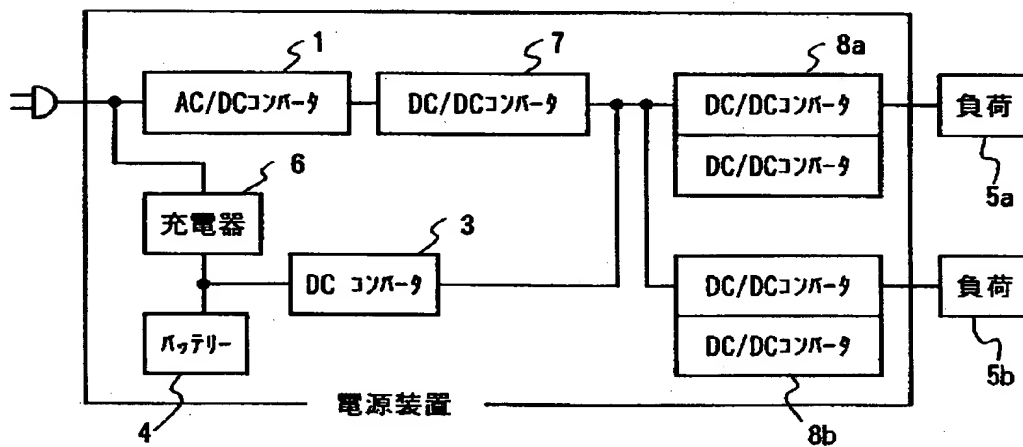 1
7
8a
AC/DCコンバータ
DC/DCコンバータ
DC/DCコンバータ
負荷
DC/DCコンバータ
5a
6
充電器
3
DC コンバータ
DC/DCコンバータ
負荷
バッテリー
DC/DCコンバータ
5b
4
電源装置
8b